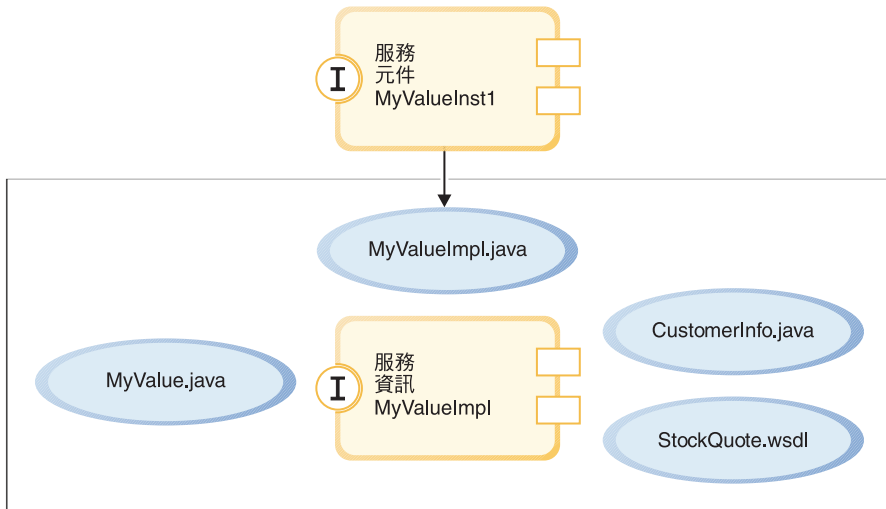 服務
元件
MyValueInst1
MyValueImpl.java
CustomerInfo.java
MyValue.java
服務
資訊
MyValueImpl
StockQuote.wsdl